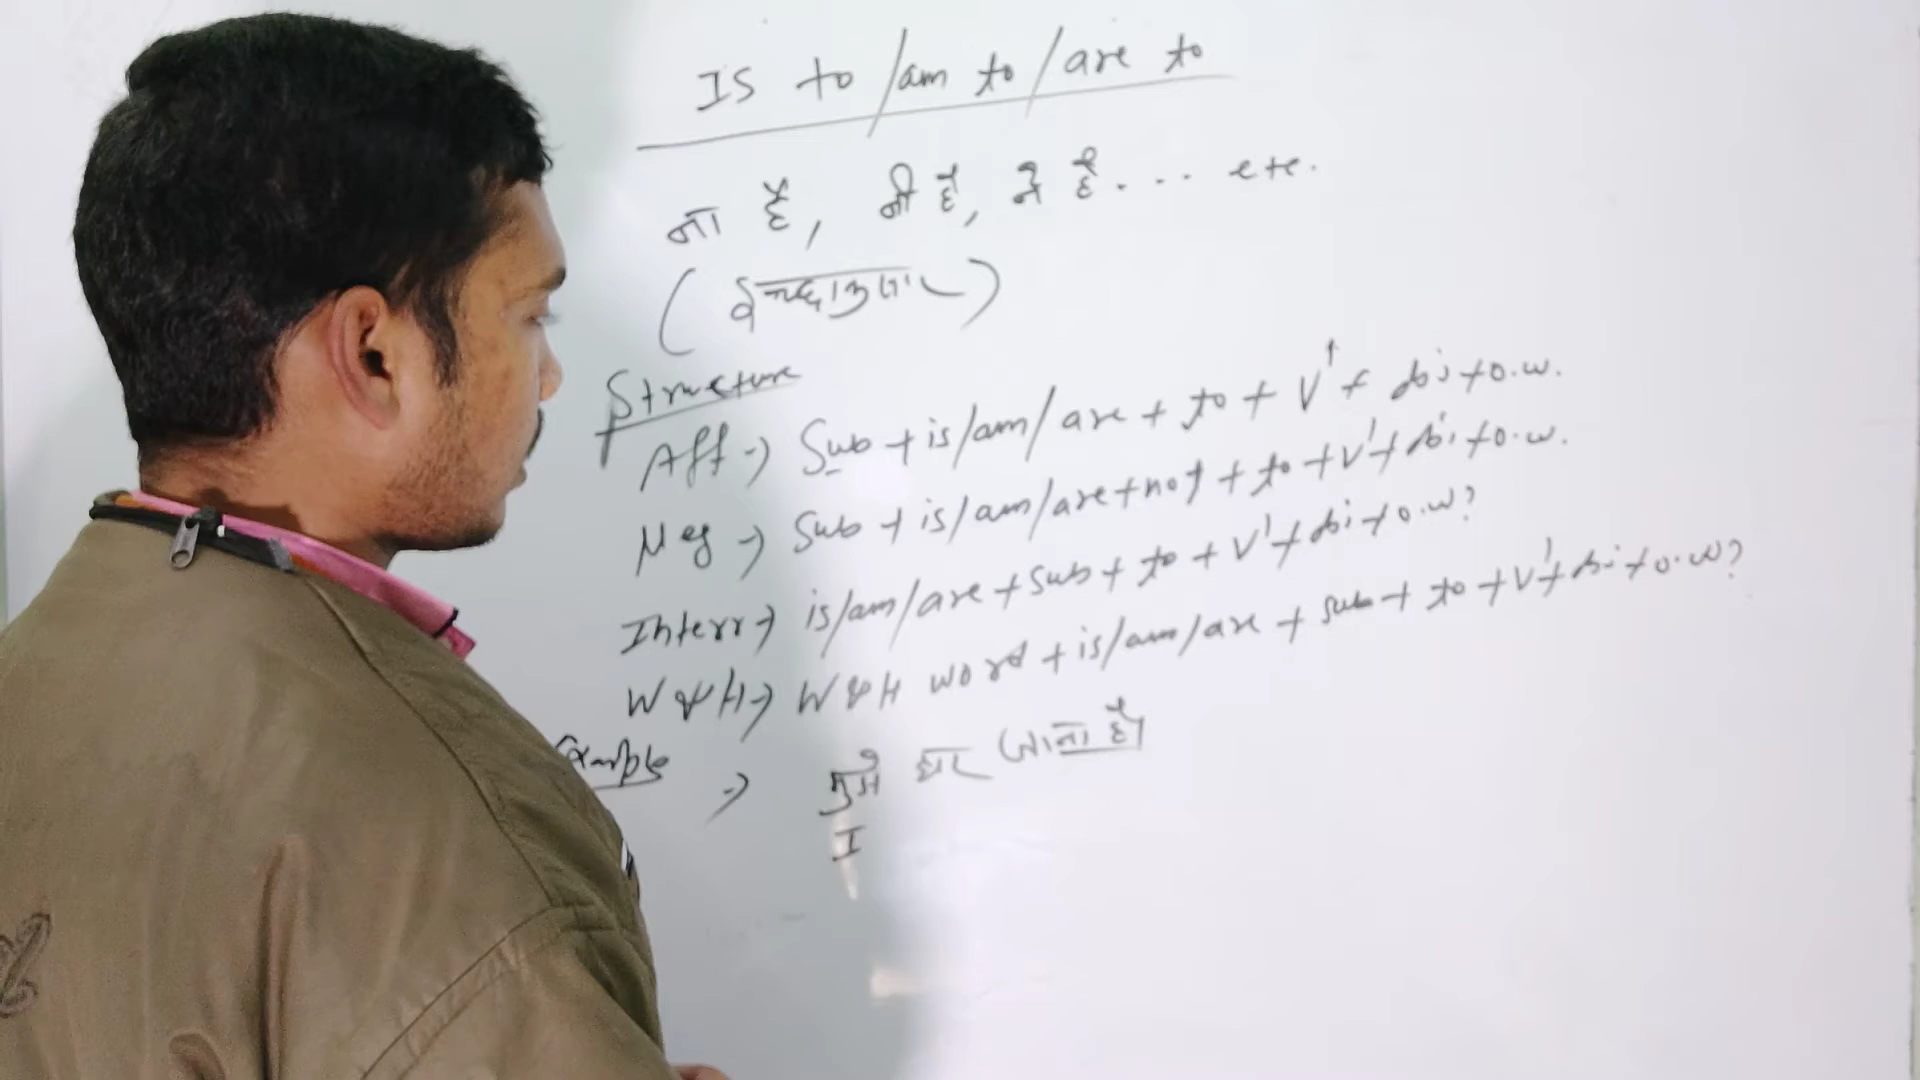 IS to/am to/are to
ना है, नी है, ने है... etc.
(इच्छानुसार)
Structure
Aff → Sub + is/am/are + to + V¹ + obj + o.w.
Neg → Sub + is/am/are + not + to + V¹ + obj + o.w.
Interr → is/am/are + sub + to + V¹ + obj + o.w?
W & H → W & H word + is/am/are + sub + to + V¹ + obj + o.w?
Example → मुझे घर जाना है।
I